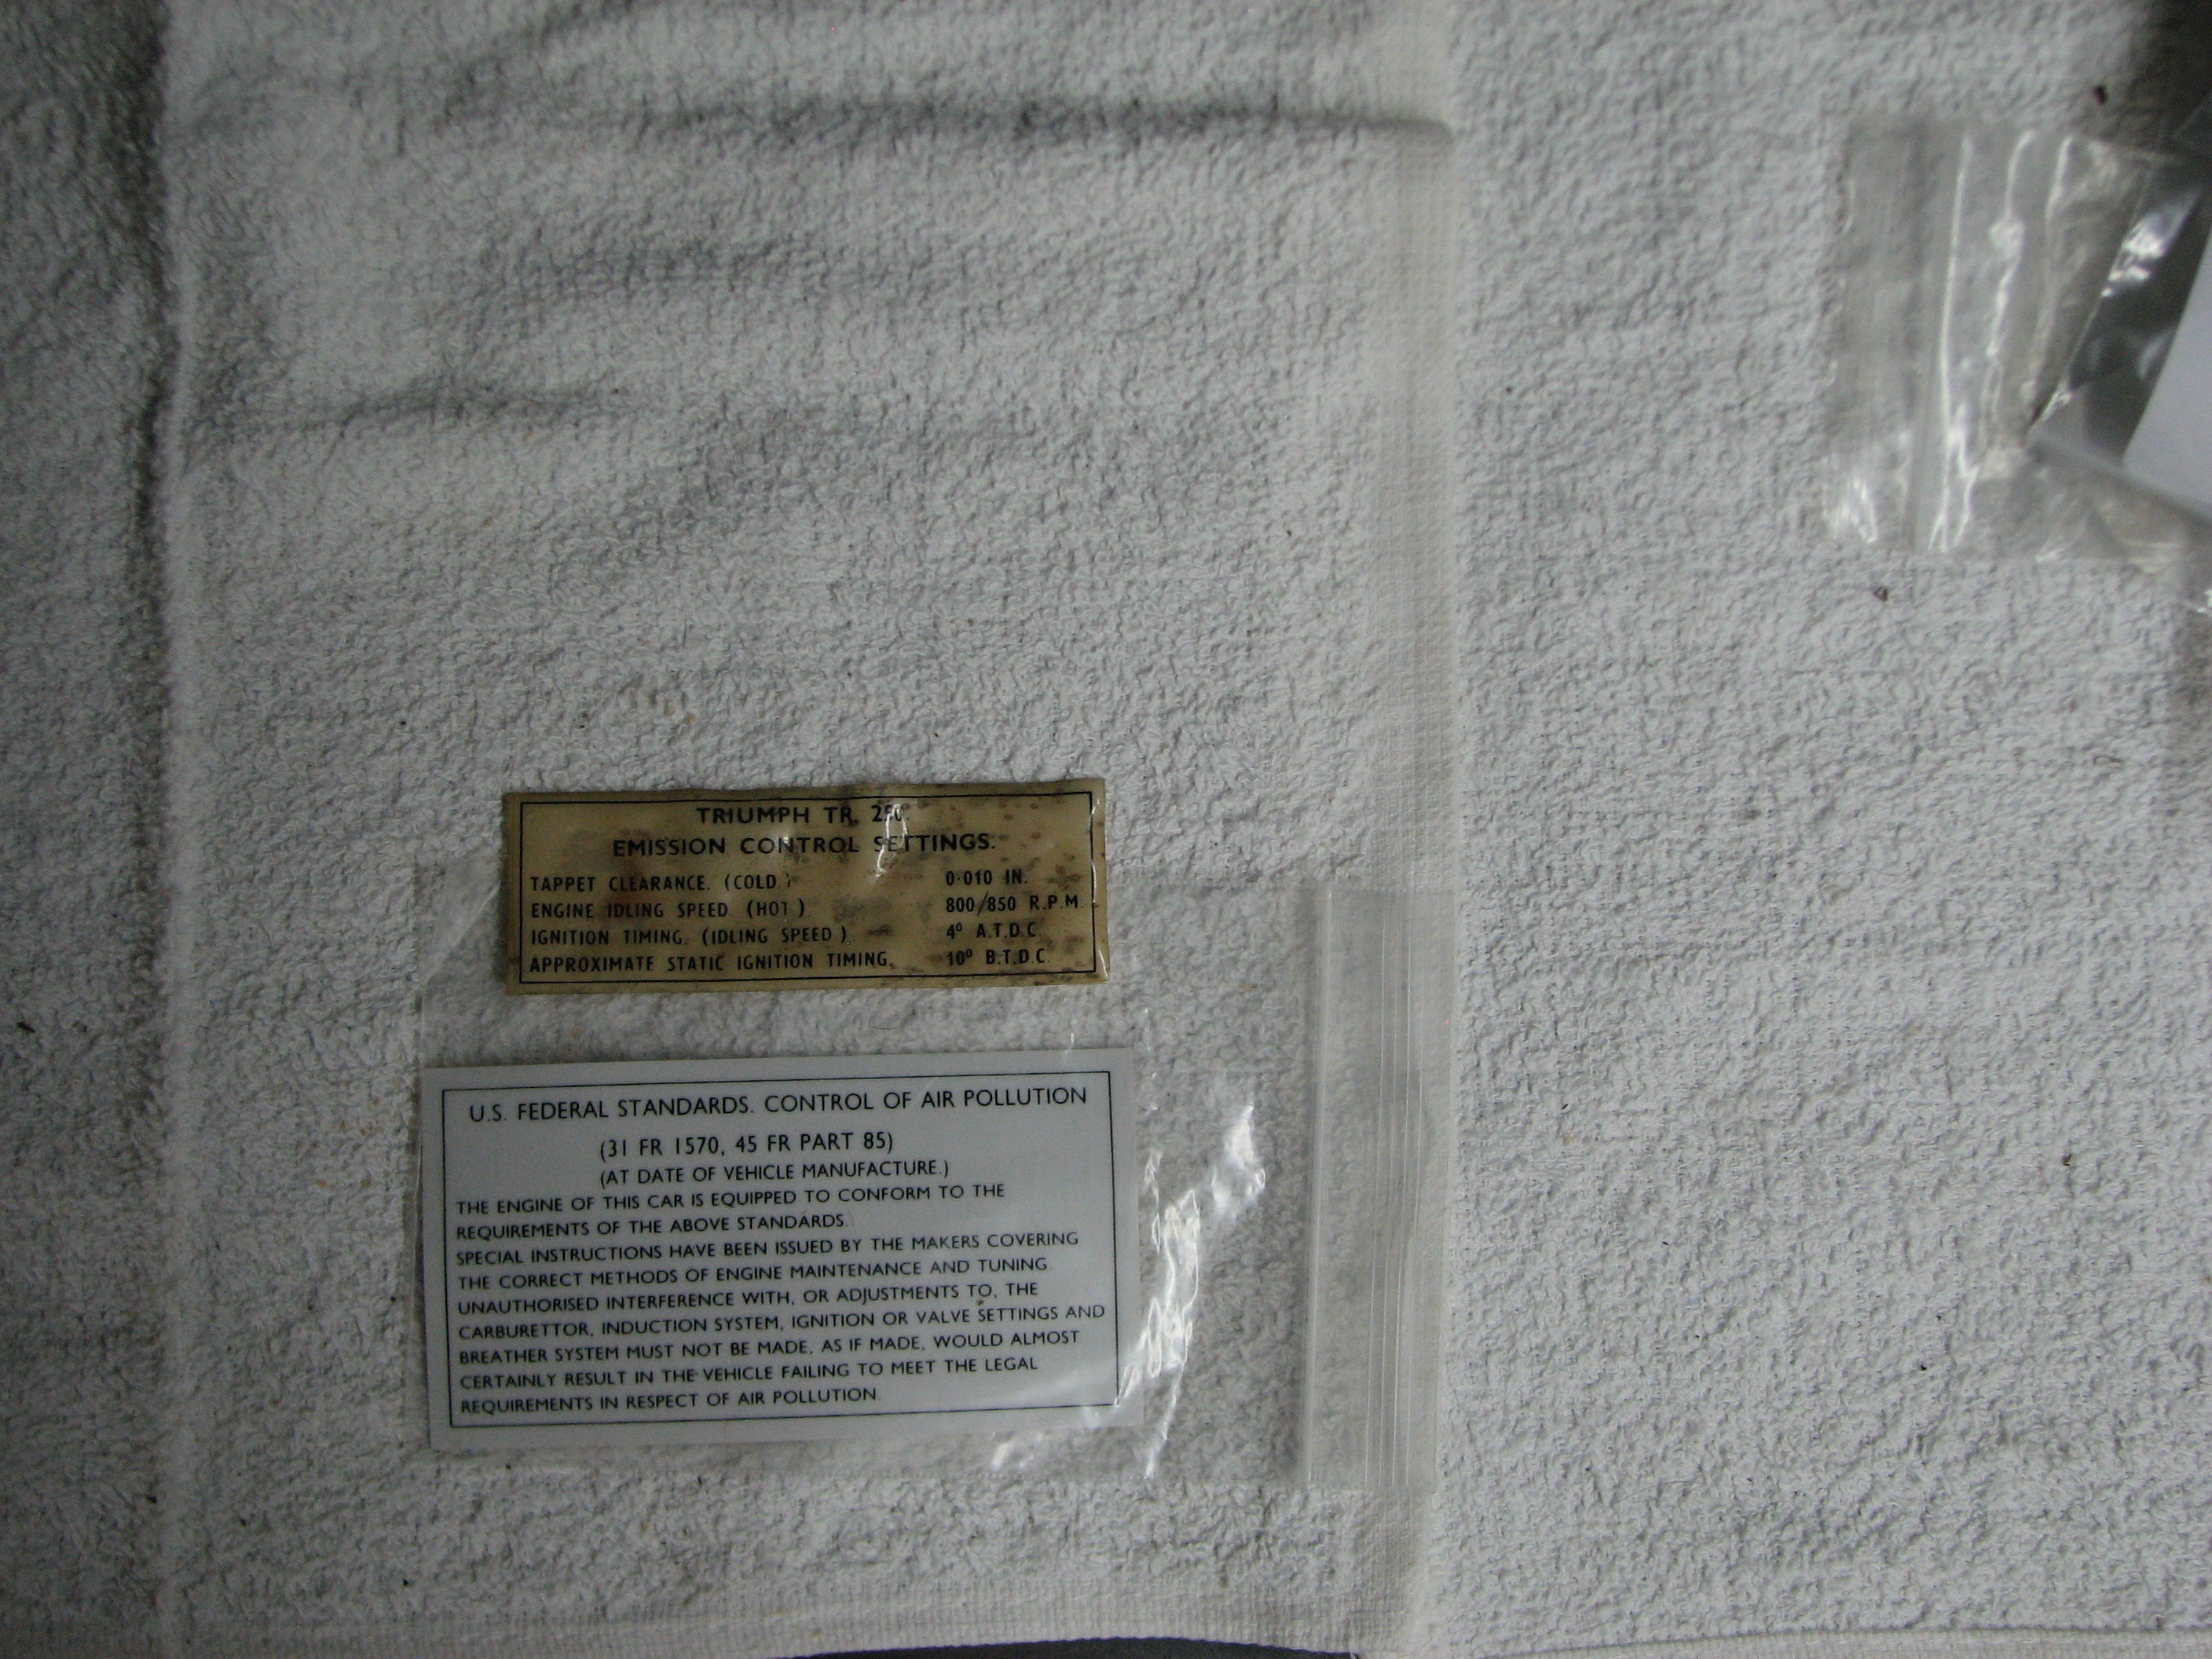 TRIUMPH TR. 250.
EMISSION CONTROL SETTINGS.
TAPPET CLEARANCE. (COLD.) 0·010 IN.
ENGINE IDLING SPEED (HOT) 800/850 R.P.M.
IGNITION TIMING. (IDLING SPEED). 4° A.T.D.C.
APPROXIMATE STATIC IGNITION TIMING. 10° B.T.D.C.
U.S. FEDERAL STANDARDS. CONTROL OF AIR POLLUTION
(31 FR 1570, 45 FR PART 85)
(AT DATE OF VEHICLE MANUFACTURE.)
THE ENGINE OF THIS CAR IS EQUIPPED TO CONFORM TO THE
REQUIREMENTS OF THE ABOVE STANDARDS.
SPECIAL INSTRUCTIONS HAVE BEEN ISSUED BY THE MAKERS COVERING
THE CORRECT METHODS OF ENGINE MAINTENANCE AND TUNING
UNAUTHORISED INTERFERENCE WITH, OR ADJUSTMENTS TO, THE
CARBURETTOR, INDUCTION SYSTEM, IGNITION OR VALVE SETTINGS AND
BREATHER SYSTEM MUST NOT BE MADE, AS IF MADE, WOULD ALMOST
CERTAINLY RESULT IN THE VEHICLE FAILING TO MEET THE LEGAL
REQUIREMENTS IN RESPECT OF AIR POLLUTION.